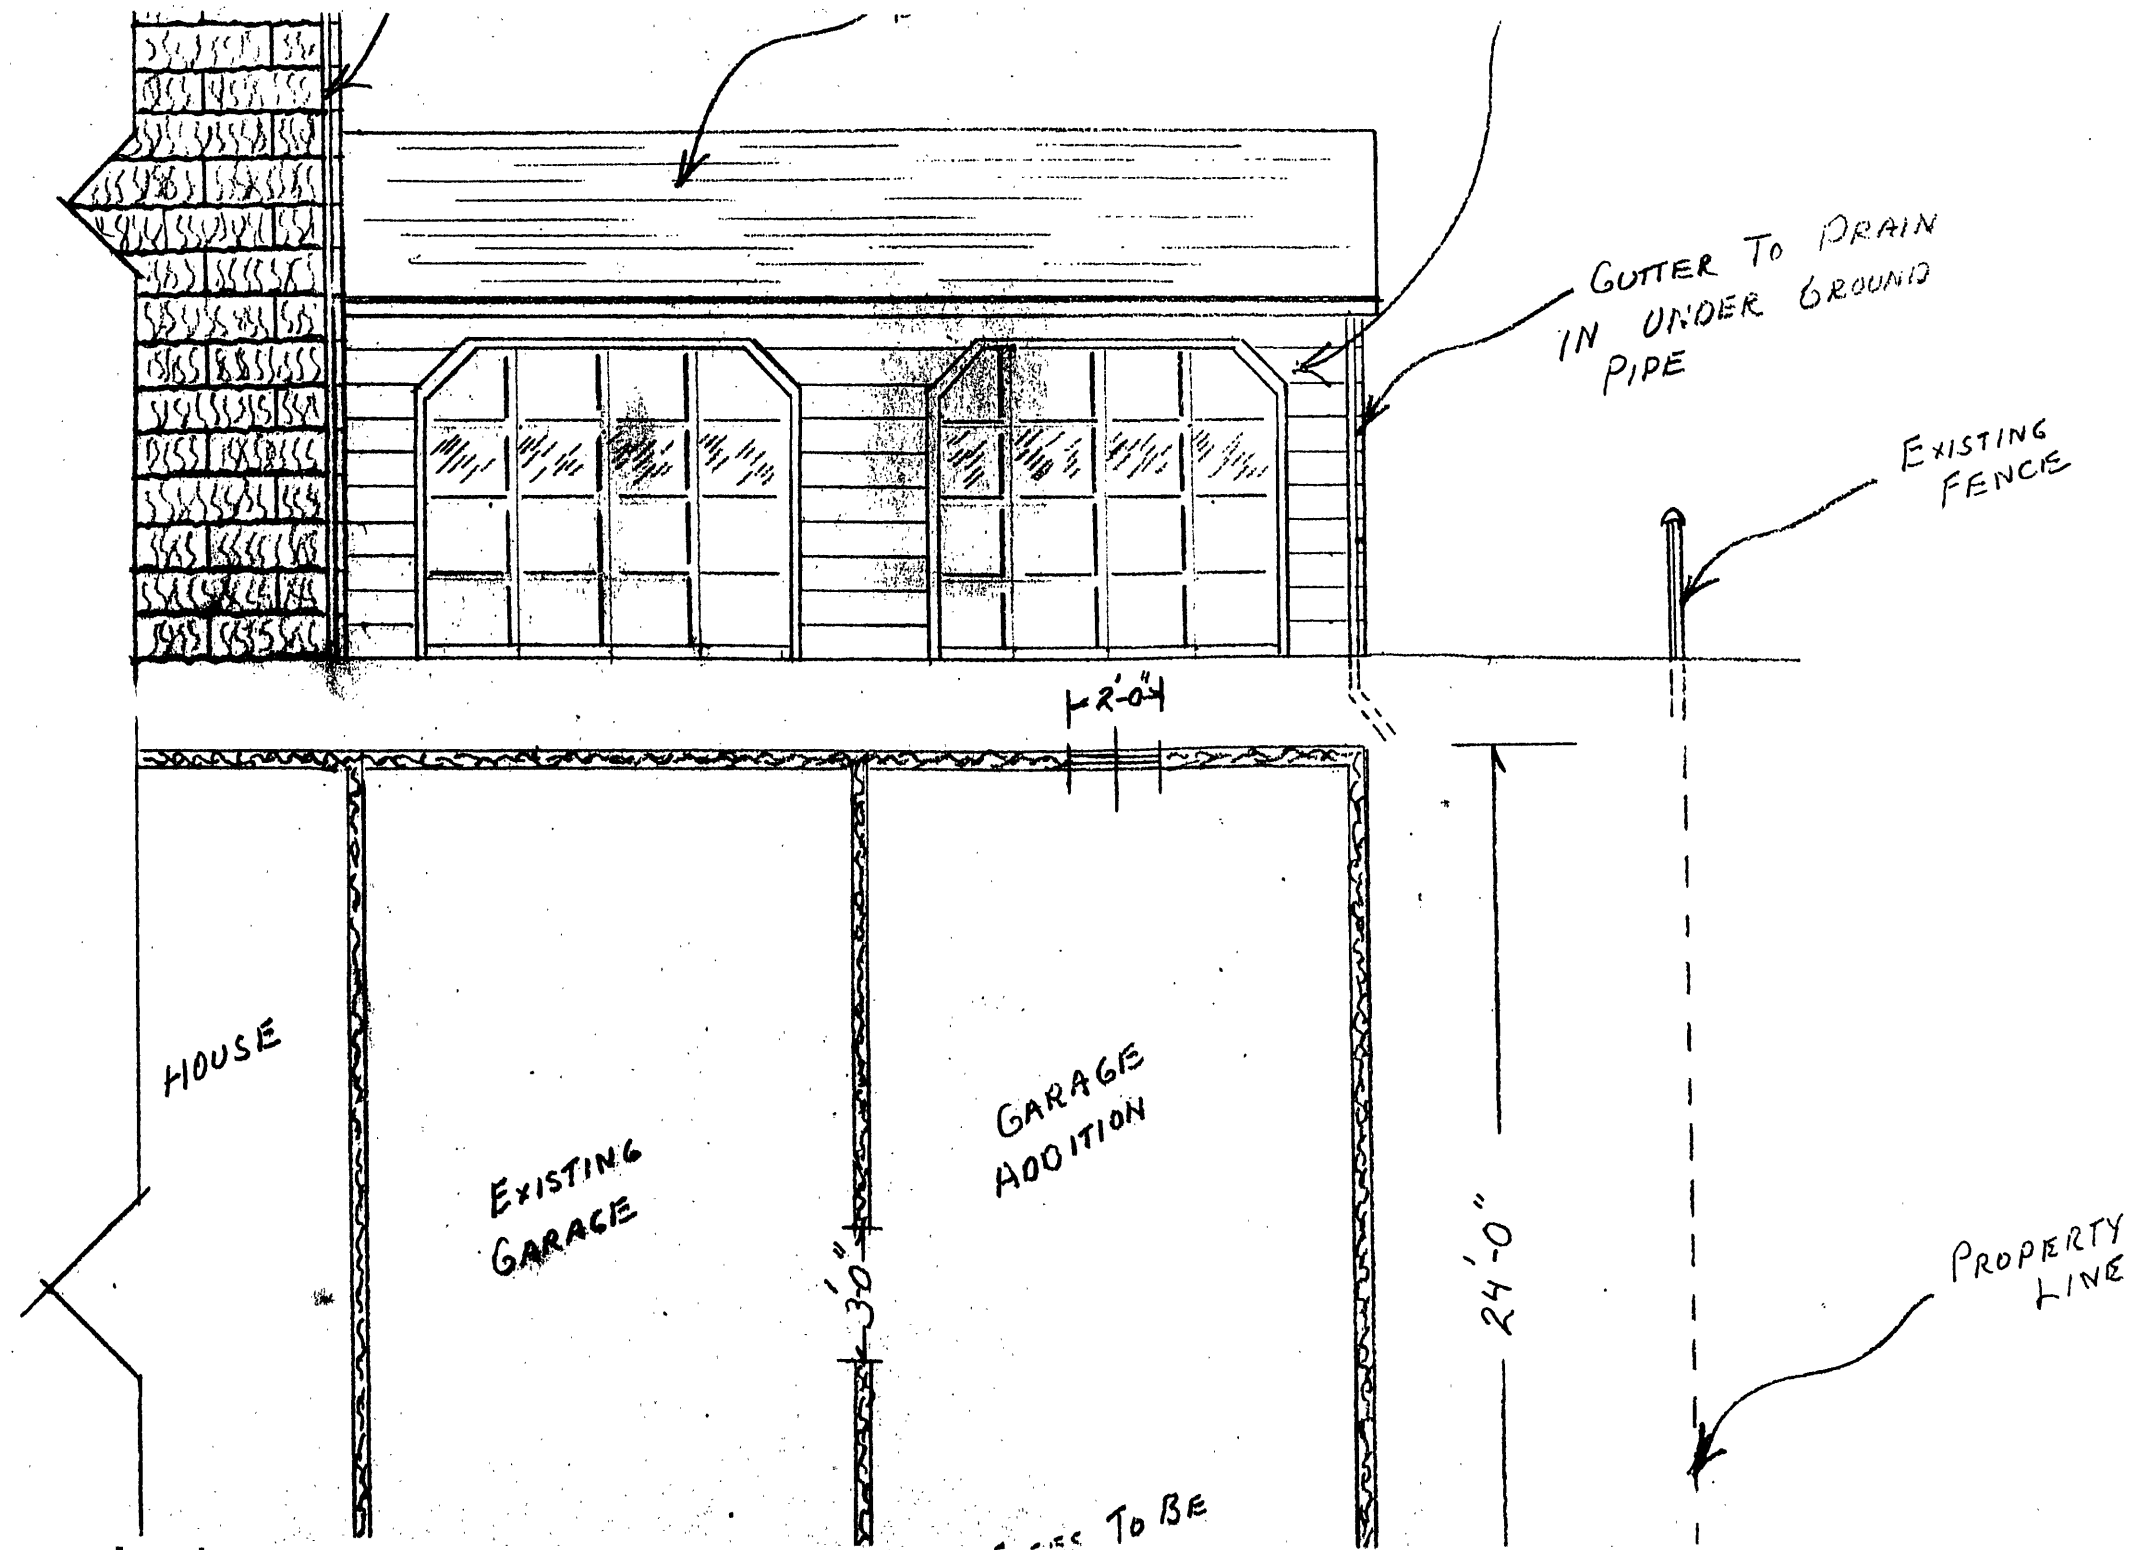 GUTTER TO DRAIN
IN UNDER GROUND
PIPE
EXISTING
FENCE
2'-0"
HOUSE
GARAGE
ADDITION
EXISTING
GARAGE
3'-0"
24'-0"
PROPERTY
LINE
TO BE